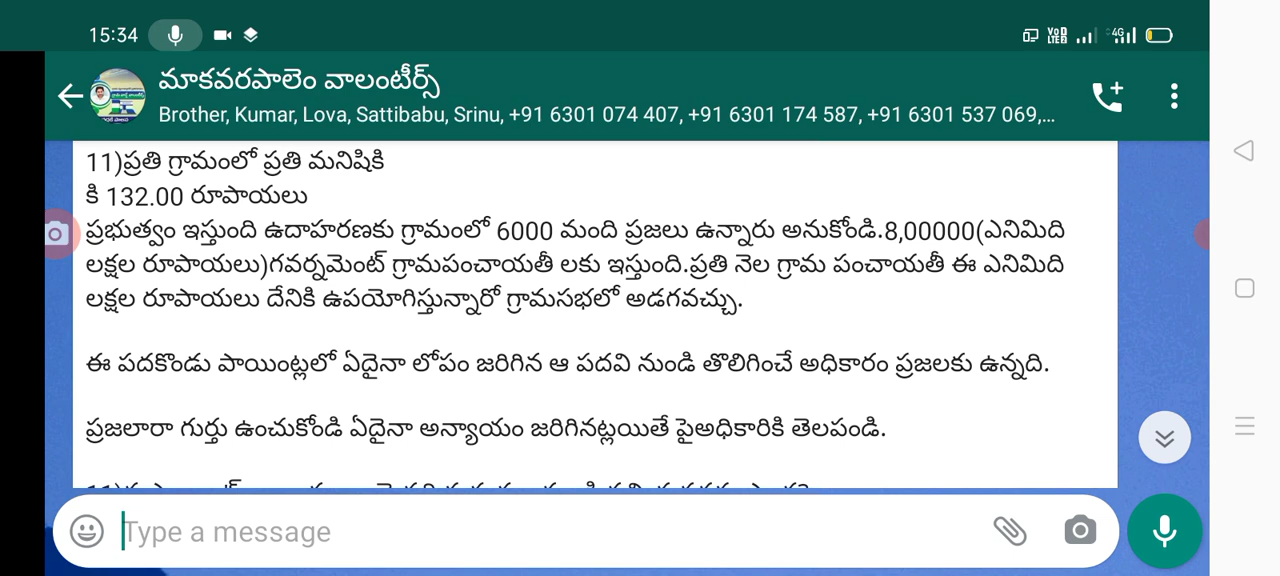 15:34
VoD LTED 4G
మాకవరపాలెం వాలంటీర్స్
Brother, Kumar, Lova, Sattibabu, Srinu, +91 6301 074 407, +91 6301 174 587, +91 6301 537 069,...
11)ప్రతి గ్రామంలో ప్రతి మనిషికి
కి 132.00 రూపాయలు
ప్రభుత్వం ఇస్తుంది ఉదాహరణకు గ్రామంలో 6000 మంది ప్రజలు ఉన్నారు అనుకోండి.8,00000(ఎనిమిది
లక్షల రూపాయలు)గవర్నమెంట్ గ్రామపంచాయతీ లకు ఇస్తుంది.ప్రతి నెల గ్రామ పంచాయతీ ఈ ఎనిమిది
లక్షల రూపాయలు దేనికి ఉపయోగిస్తున్నారో గ్రామసభలో అడగవచ్చు.
ఈ పదకొండు పాయింట్లలో ఏదైనా లోపం జరిగిన ఆ పదవి నుండి తొలిగించే అధికారం ప్రజలకు ఉన్నది.
ప్రజలారా గుర్తు ఉంచుకోండి ఏదైనా అన్యాయం జరిగినట్లయితే పైఅధికారికి తెలపండి.
Type a message